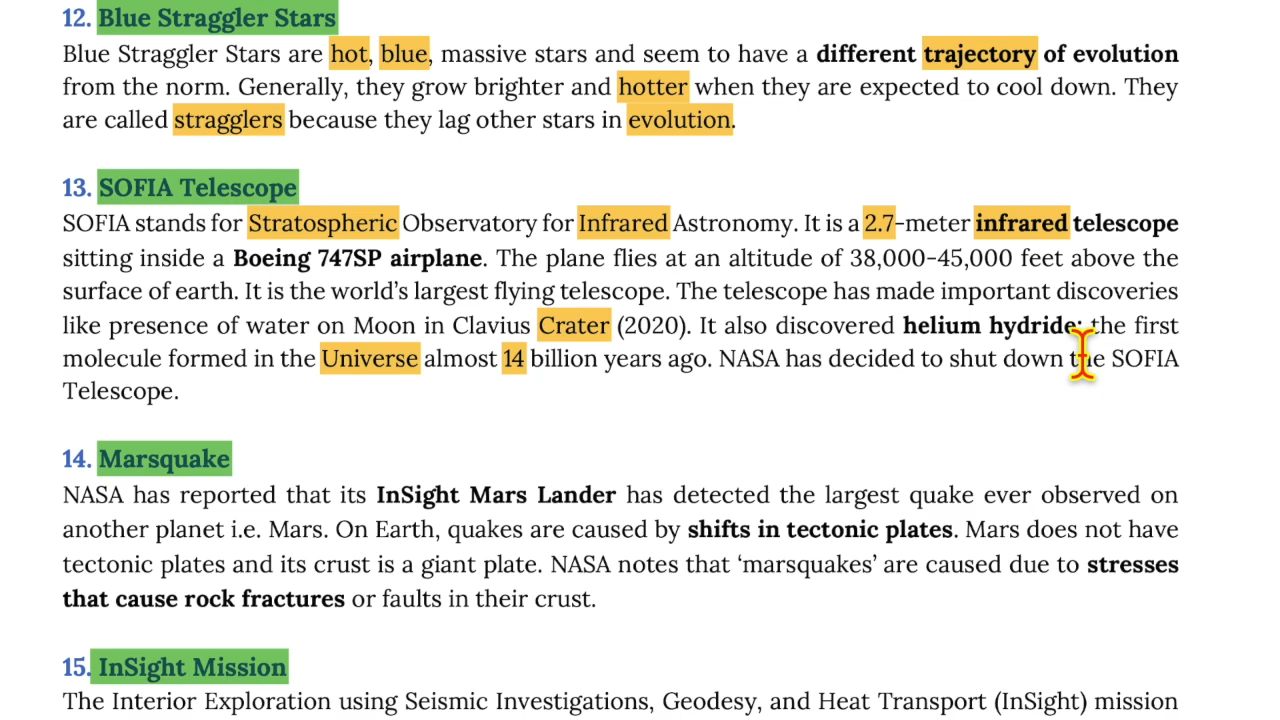 12. Blue Straggler Stars
Blue Straggler Stars are hot, blue, massive stars and seem to have a different trajectory of evolution
from the norm. Generally, they grow brighter and hotter when they are expected to cool down. They
are called stragglers because they lag other stars in evolution.
13. SOFIA Telescope
SOFIA stands for Stratospheric Observatory for Infrared Astronomy. It is a 2.7-meter infrared telescope
sitting inside a Boeing 747SP airplane. The plane flies at an altitude of 38,000-45,000 feet above the
surface of earth. It is the world’s largest flying telescope. The telescope has made important discoveries
like presence of water on Moon in Clavius Crater (2020). It also discovered helium hydride: the first
molecule formed in the Universe almost 14 billion years ago. NASA has decided to shut down the SOFIA
Telescope.
14. Marsquake
NASA has reported that its InSight Mars Lander has detected the largest quake ever observed on
another planet i.e. Mars. On Earth, quakes are caused by shifts in tectonic plates. Mars does not have
tectonic plates and its crust is a giant plate. NASA notes that ‘marsquakes’ are caused due to stresses
that cause rock fractures or faults in their crust.
15. InSight Mission
The Interior Exploration using Seismic Investigations, Geodesy, and Heat Transport (InSight) mission